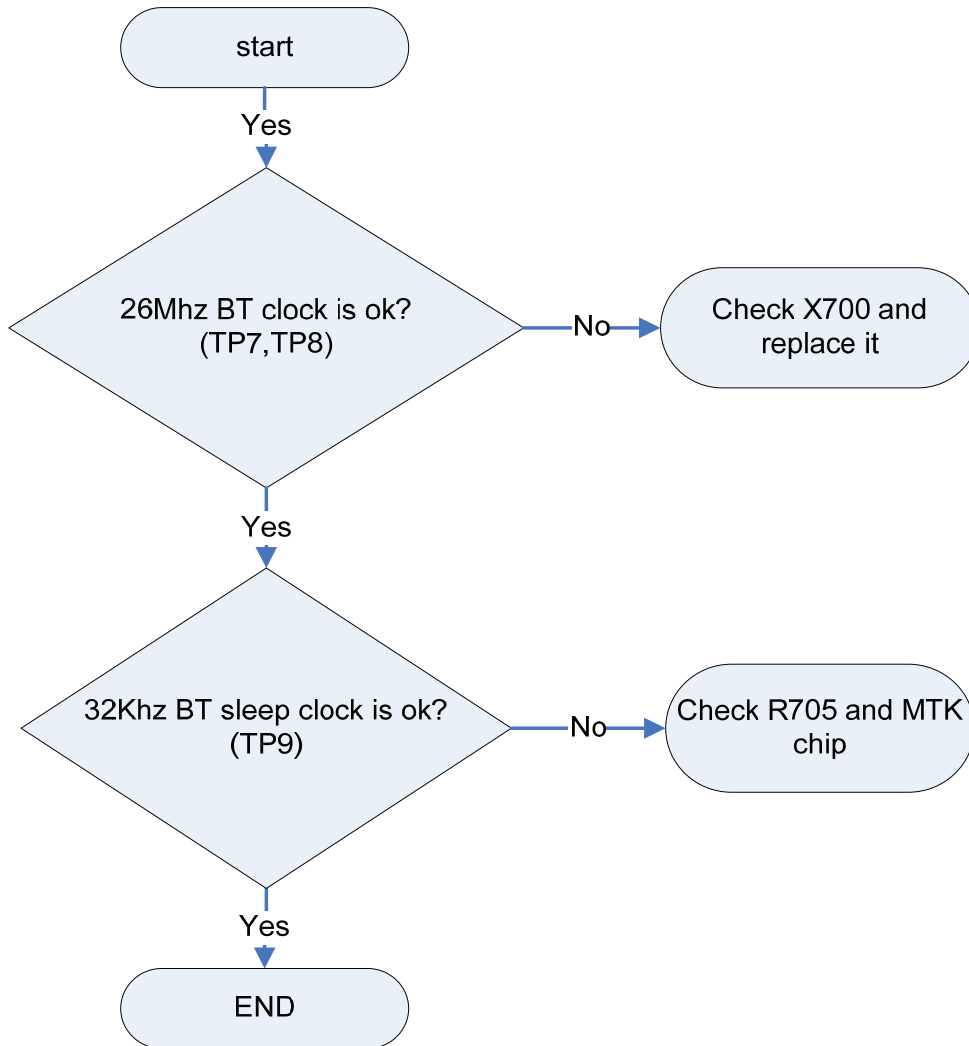 start
Yes
26Mhz BT clock is ok?
(TP7,TP8)
No
Check X700 and
replace it
Yes
32Khz BT sleep clock is ok?
(TP9)
No
Check R705 and MTK
chip
Yes
END